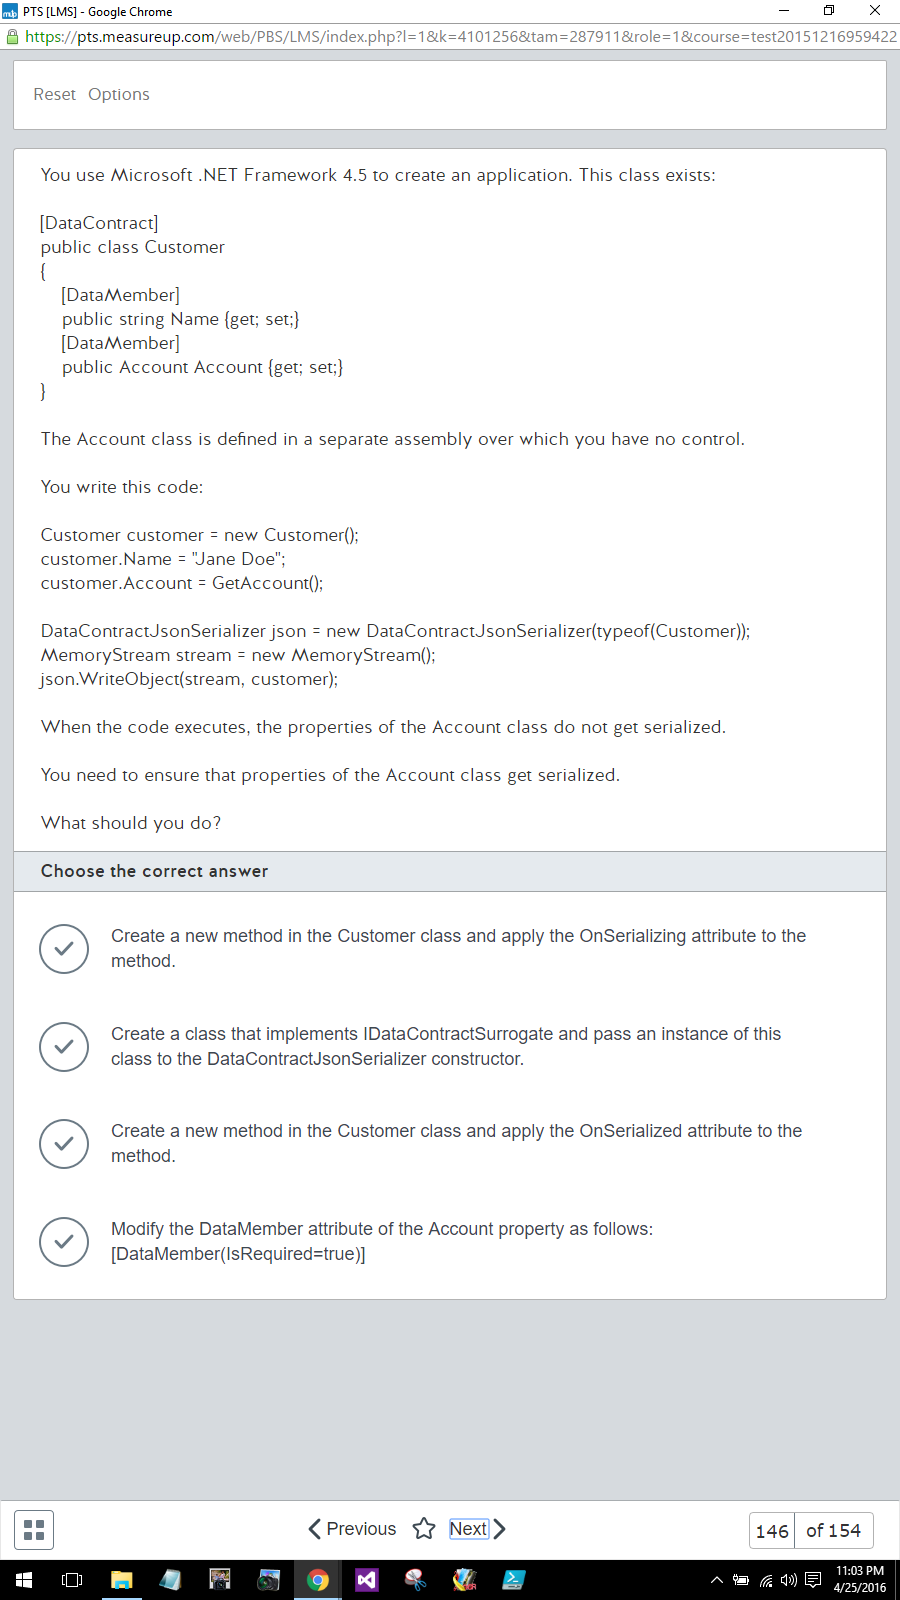 PTS [LMS] - Google Chrome
https://pts.measureup.com/web/PBS/LMS/index.php?l=1&k=4101256&tam=287911&role=1&course=test20151216959422
Reset Options
You use Microsoft .NET Framework 4.5 to create an application. This class exists:
[DataContract]
public class Customer
{
[DataMember]
public string Name {get; set;}
[DataMember]
public Account Account {get; set;}
}
The Account class is defined in a separate assembly over which you have no control.
You write this code:
Customer customer = new Customer();
customer.Name = "Jane Doe";
customer.Account = GetAccount();
DataContractJsonSerializer json = new DataContractJsonSerializer(typeof(Customer));
MemoryStream stream = new MemoryStream();
json.WriteObject(stream, customer);
When the code executes, the properties of the Account class do not get serialized.
You need to ensure that properties of the Account class get serialized.
What should you do?
Choose the correct answer
Create a new method in the Customer class and apply the OnSerializing attribute to the
method.
Create a class that implements IDataContractSurrogate and pass an instance of this
class to the DataContractJsonSerializer constructor.
Create a new method in the Customer class and apply the OnSerialized attribute to the
method.
Modify the DataMember attribute of the Account property as follows:
[DataMember(IsRequired=true)]
Previous Next 146 of 154
11:03 PM
4/25/2016